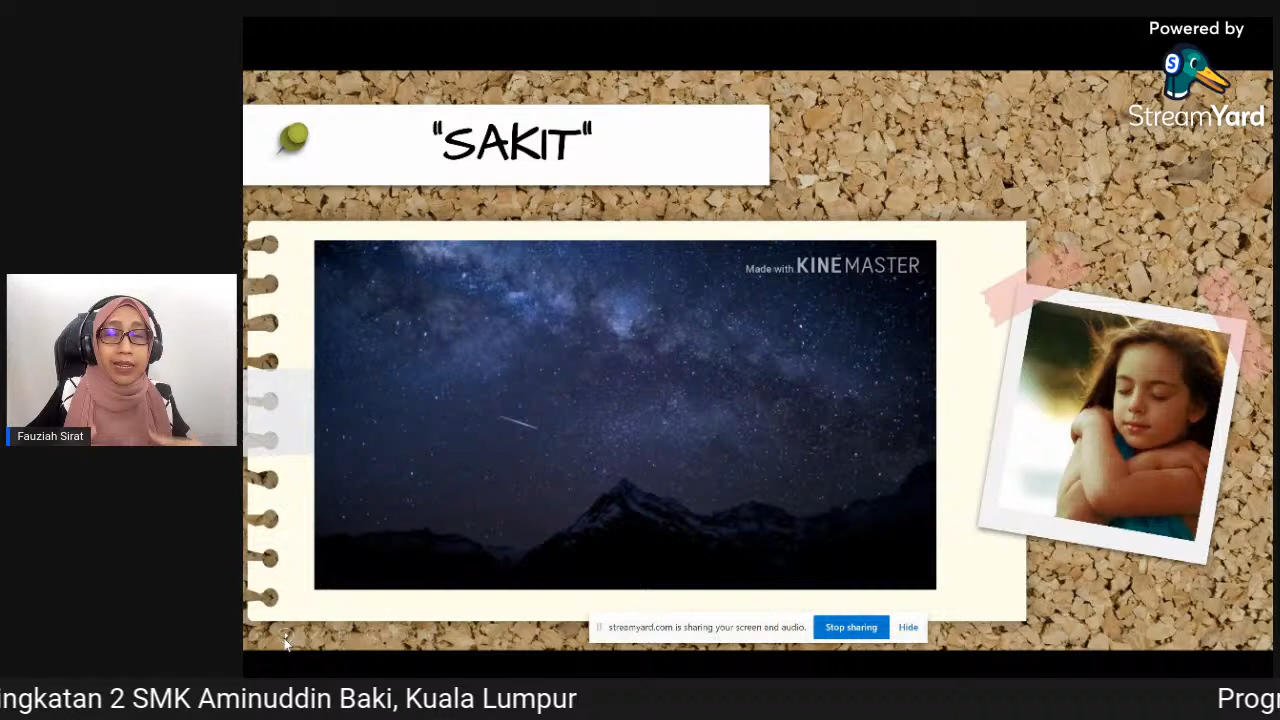 Powered by
StreamYard
"SAKIT"
Made with KINEMASTER
Fauziah Sirat
streamyard.com is sharing your screen and audio.
Stop sharing
Hide
ingkatan 2 SMK Aminuddin Baki, Kuala Lumpur
Progr